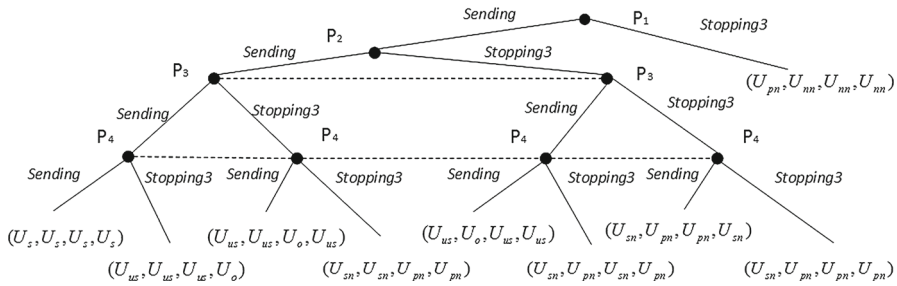 Sending P₁ Stopping3
P₂
Sending Stopping3
P₃ P₃
(U_pn, U_nn, U_nn, U_nn)
Sending Stopping3 Sending Stopping3
P₄ P₄ P₄ P₄
Sending Stopping3 Sending Stopping3 Sending Stopping3 Sending Stopping3
(U_s, U_s, U_s, U_s) (U_us, U_us, U_o, U_us) (U_us, U_o, U_us, U_us) (U_sn, U_pn, U_pn, U_sn)
(U_us, U_us, U_us, U_o) (U_sn, U_sn, U_pn, U_pn) (U_sn, U_pn, U_sn, U_pn) (U_sn, U_pn, U_pn, U_pn)